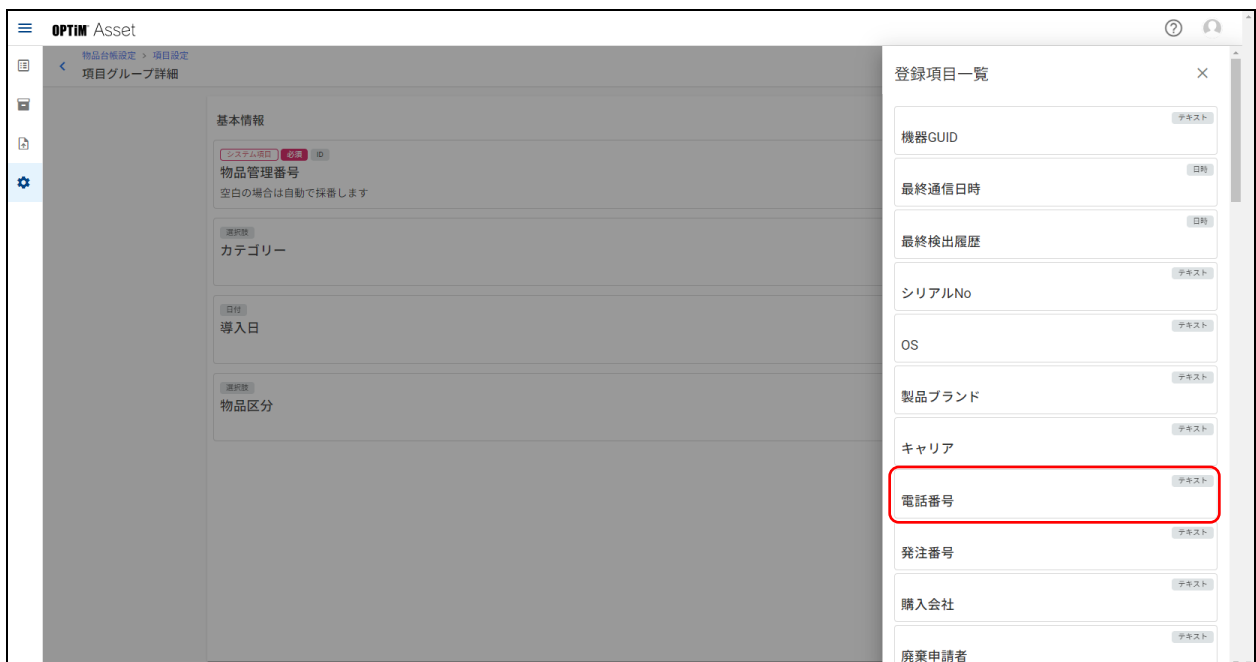 OPTiM Asset
物品台帳設定 > 項目設定
項目グループ詳細
基本情報
システム項目 必須 ID
物品管理番号
空白の場合は自動で採番します
選択肢
カテゴリー
日付
導入日
選択肢
物品区分
登録項目一覧
テキスト
機器GUID
日時
最終通信日時
日時
最終検出履歴
テキスト
シリアルNo
テキスト
OS
テキスト
製品ブランド
テキスト
キャリア
テキスト
電話番号
テキスト
発注番号
テキスト
購入会社
テキスト
廃棄申請者